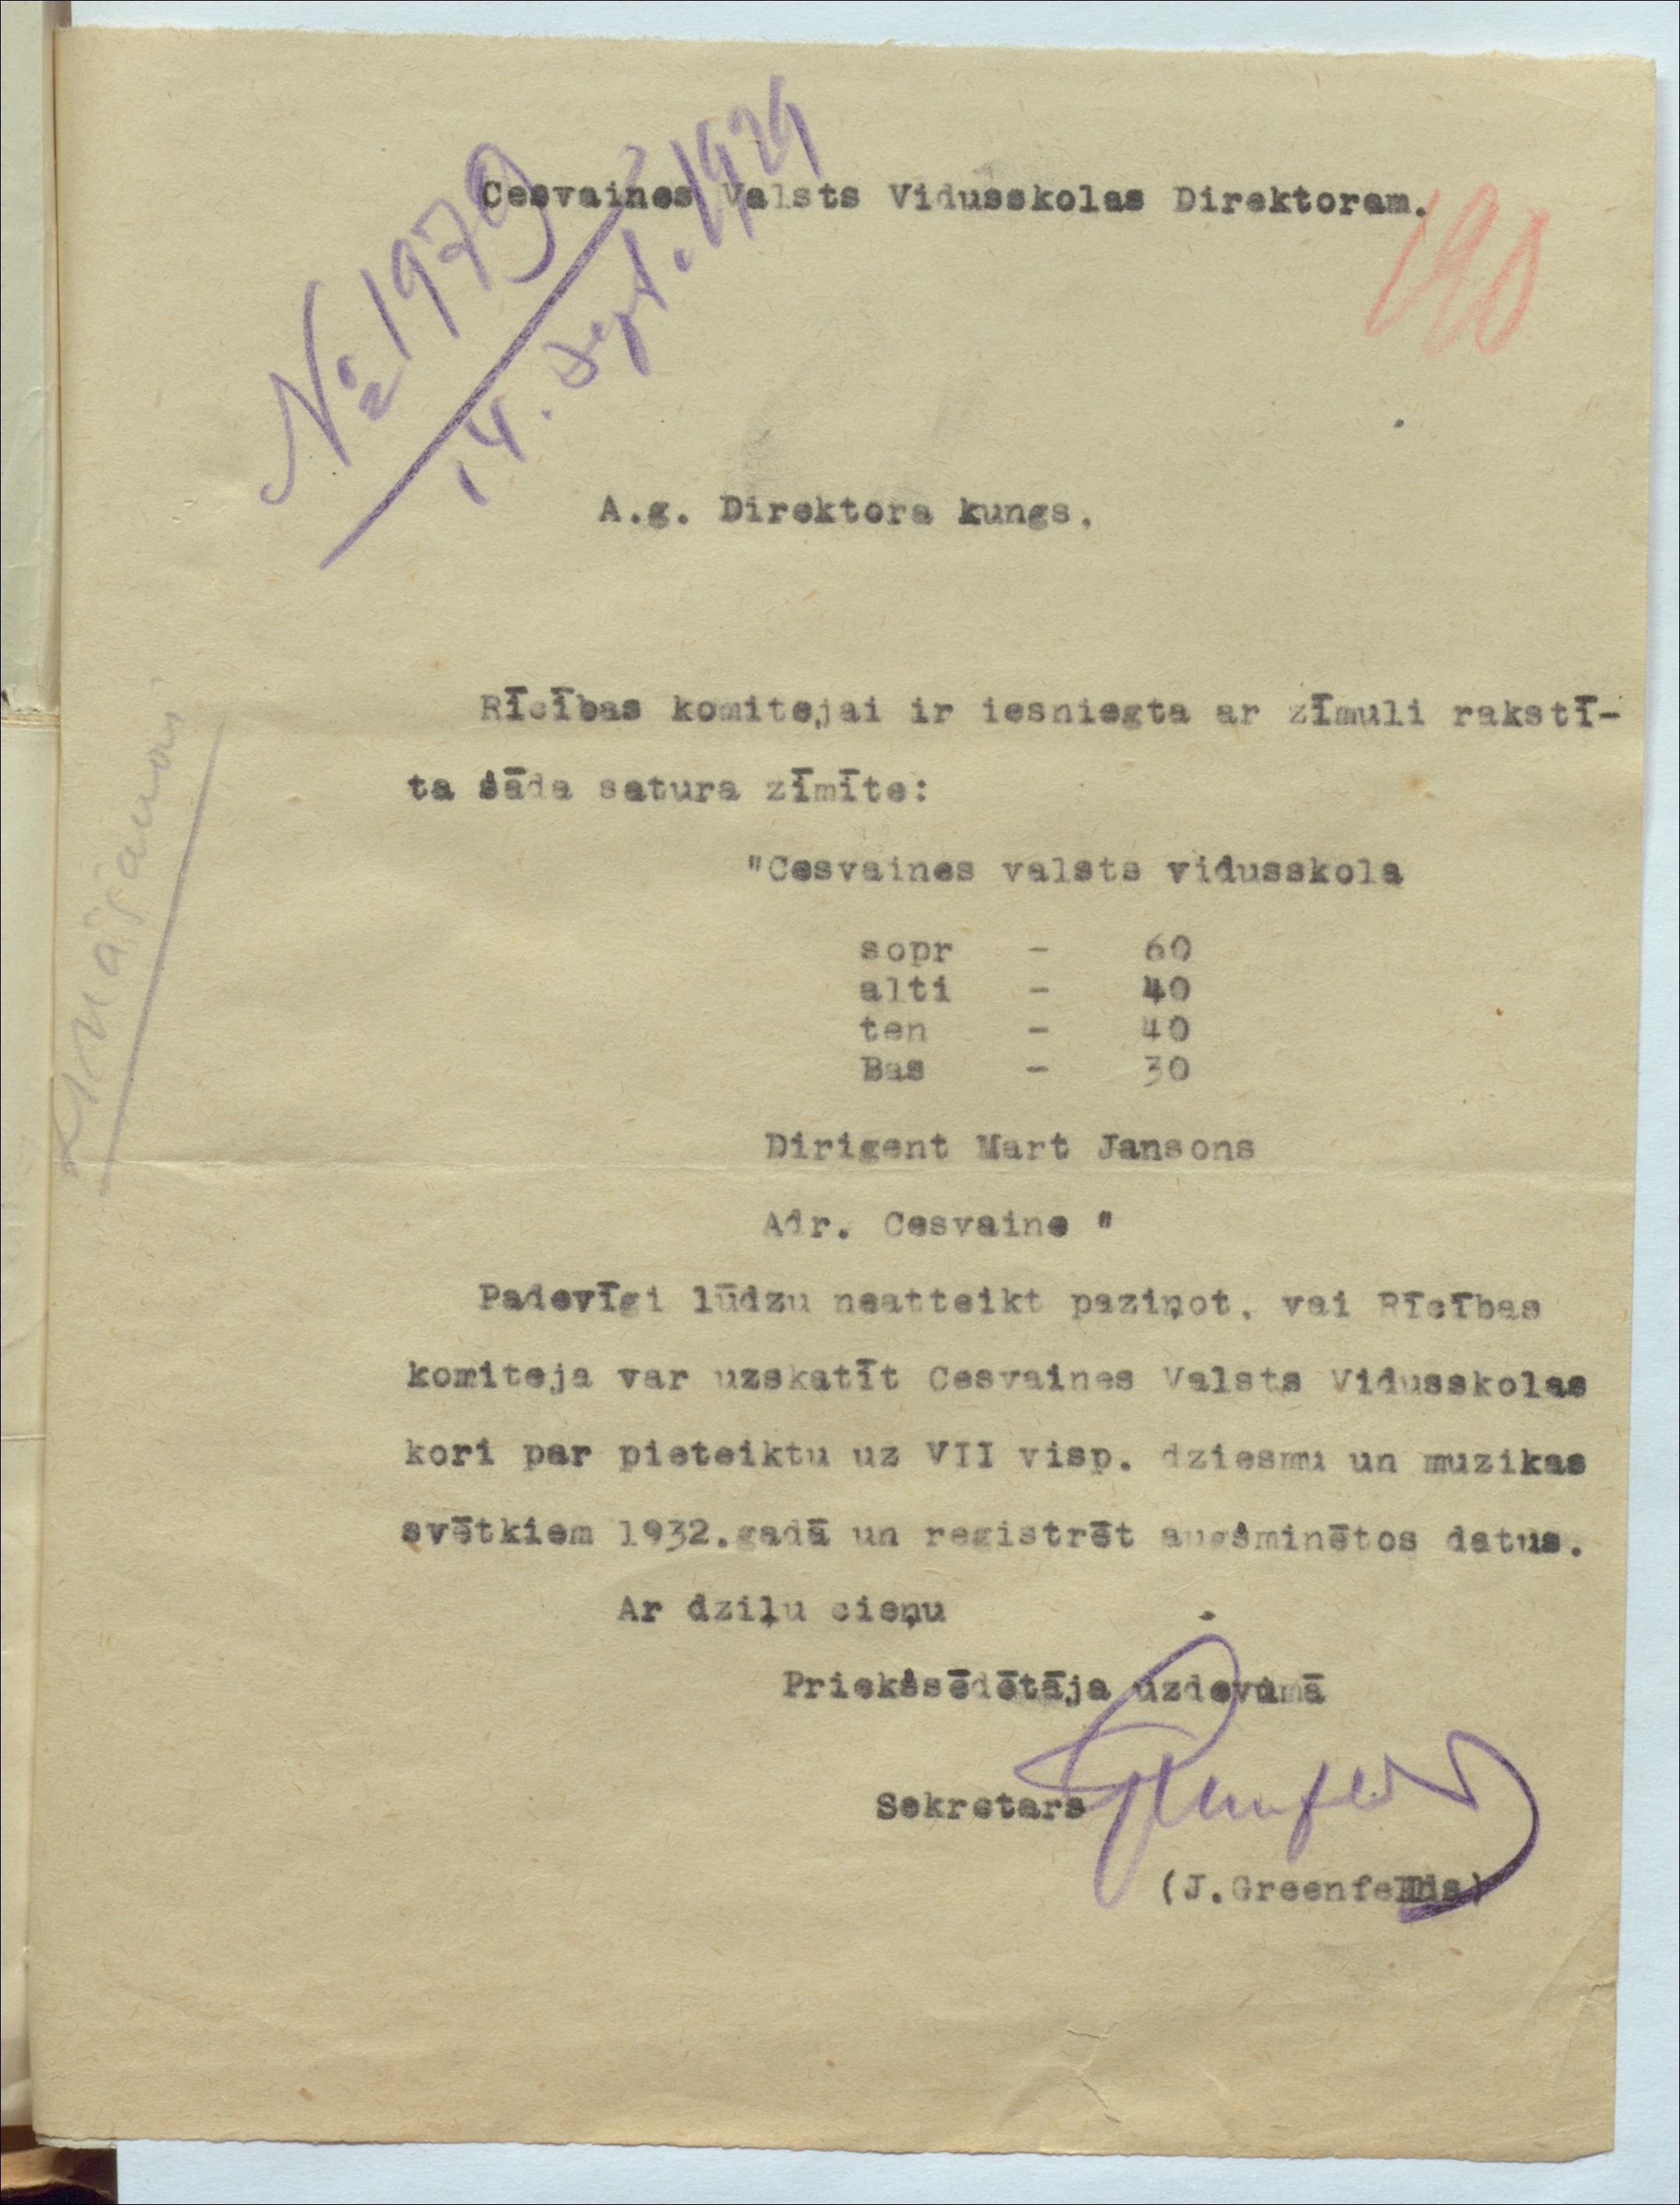 № 1979
14. sept. 1929
Cesvaines Valsts Vidusskolas Direktoram.
190
A.g. Direktora kungs,
Rīcības komitejai ir iesniegta ar zīmuli rakstī-
ta šāda satura zīmīte:
"Cesvaines valsts vidusskola
sopr - 60
alti - 40
ten - 40
Bas - 30
Dirigent Mart Jansons
Adr. Cesvaine "
Padevīgi lūdzu neatteikt paziņot, vai Rīcības
komiteja var uzskatīt Cesvaines Valsts Vidusskolas
kori par pieteiktu uz VII visp. dziesmu un muzikas
svētkiem 1932.gadā un registrēt augšminētos datus.
Ar dziļu cieņu
Priekšsēdētāja uzdevumā
Sekretars
(J.Greenfelds)